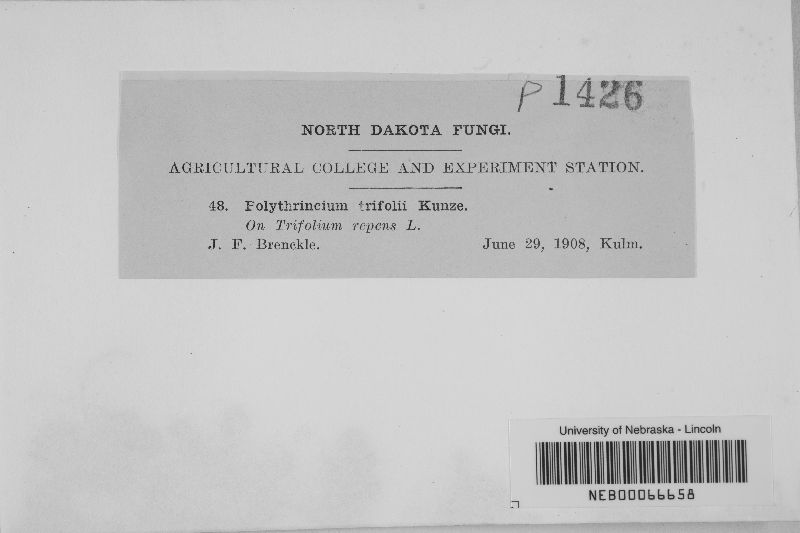 P 1426
NORTH DAKOTA FUNGI.
AGRICULTURAL COLLEGE AND EXPERIMENT STATION.
48. Polythrincium trifolii Kunze.
On Trifolium repens L.
J. F. Brenckle. June 29, 1908, Kulm.
University of Nebraska - Lincoln
NEB00066658